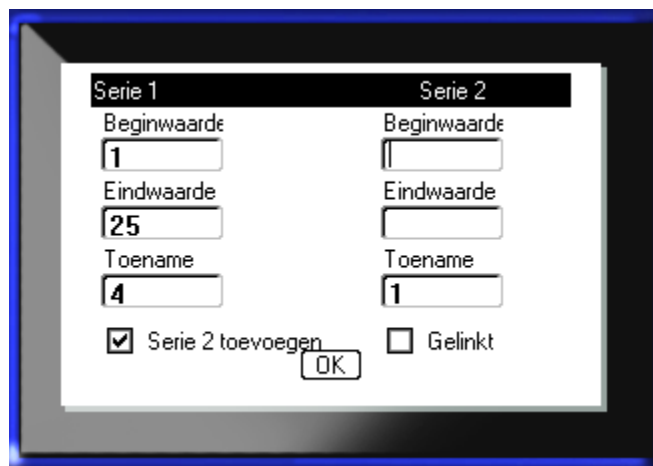 Serie 1 Serie 2
Beginwaarde Beginwaarde
1
Eindwaarde Eindwaarde
25
Toename Toename
4 1
Serie 2 toevoegen Gelinkt
OK